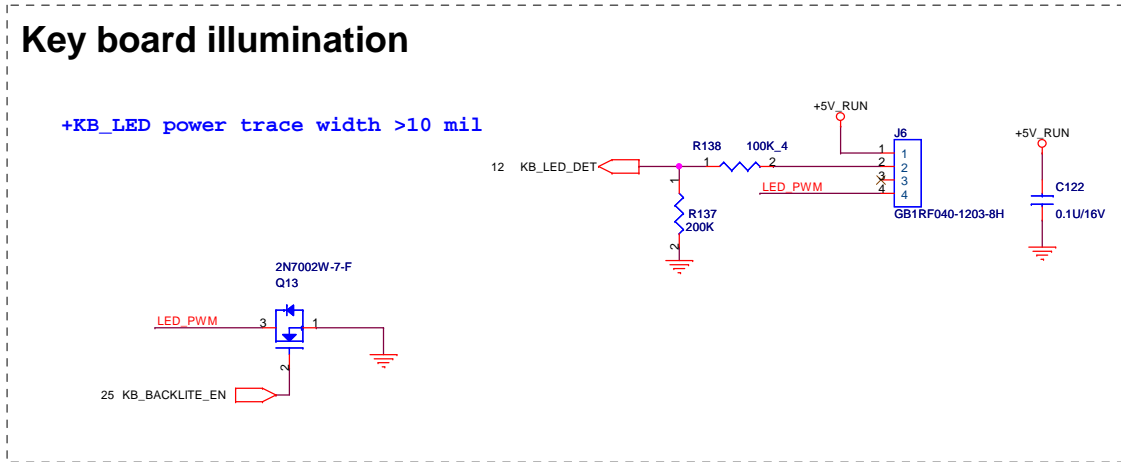 Key board illumination
+KB_LED power trace width >10 mil
+5V_RUN
J6
+5V_RUN
R138 100K_4
12 KB_LED_DET
1 2
1 1
2 2
3 3
4 4
LED_PWM
1
R137
200K
2
GB1RF040-1203-8H
C122
0.1U/16V
2N7002W-7-F
Q13
LED_PWM
3 1
2
25 KB_BACKLITE_EN